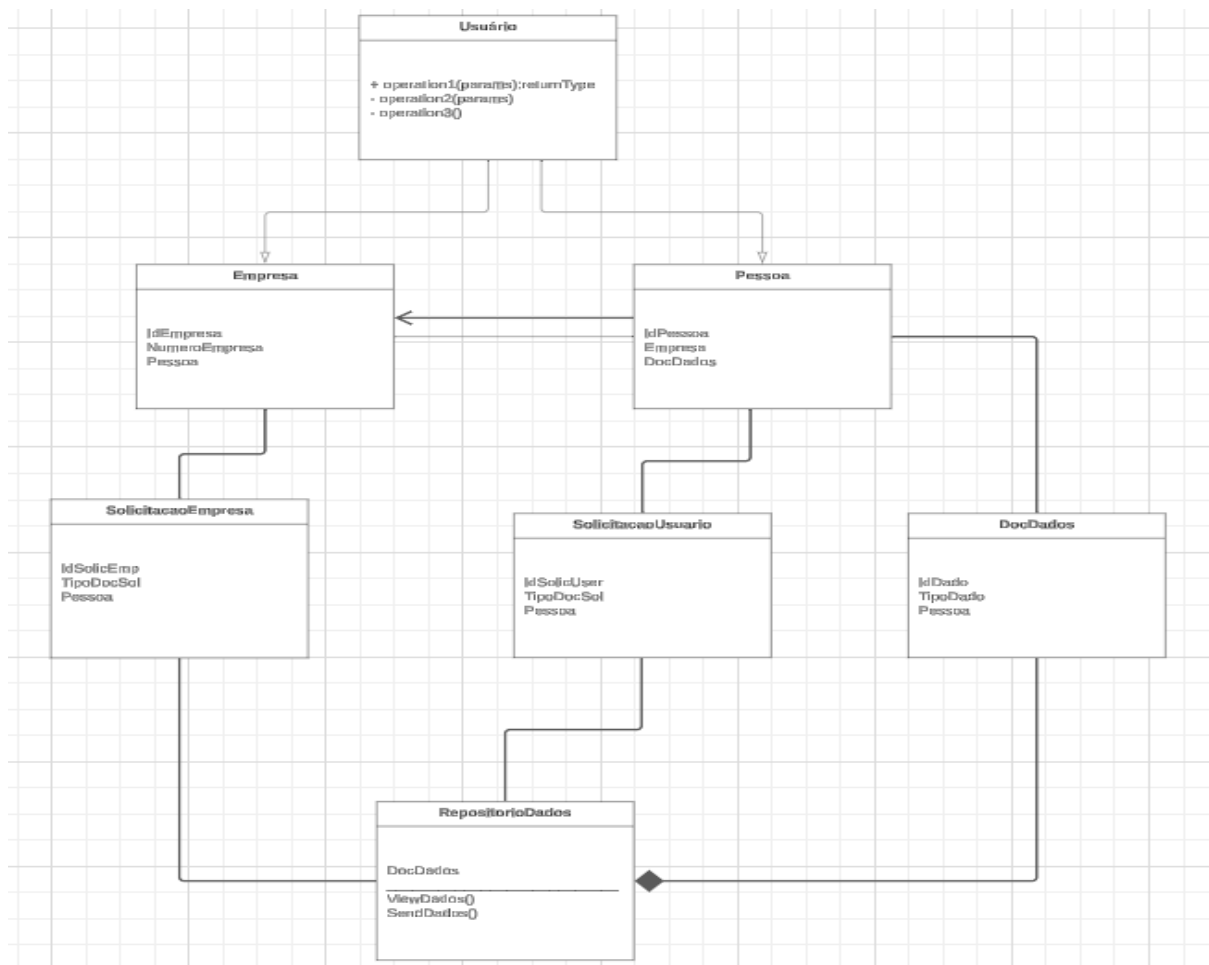 Usuário
+ operation1(params);returnType
- operation2(params)
- operation3()
Empresa
IdEmpresa
NumeroEmpresa
Pessoa
Pessoa
IdPessoa
Empresa
DocDados
SolicitacaoEmpresa
IdSolicEmp
TipoDocSol
Pessoa
SolicitacaoUsuario
IdSolicUser
TipoDocSol
Pessoa
DocDados
IdDado
TipoDado
Pessoa
RepositorioDados
DocDados
ViewDados()
SendDados()